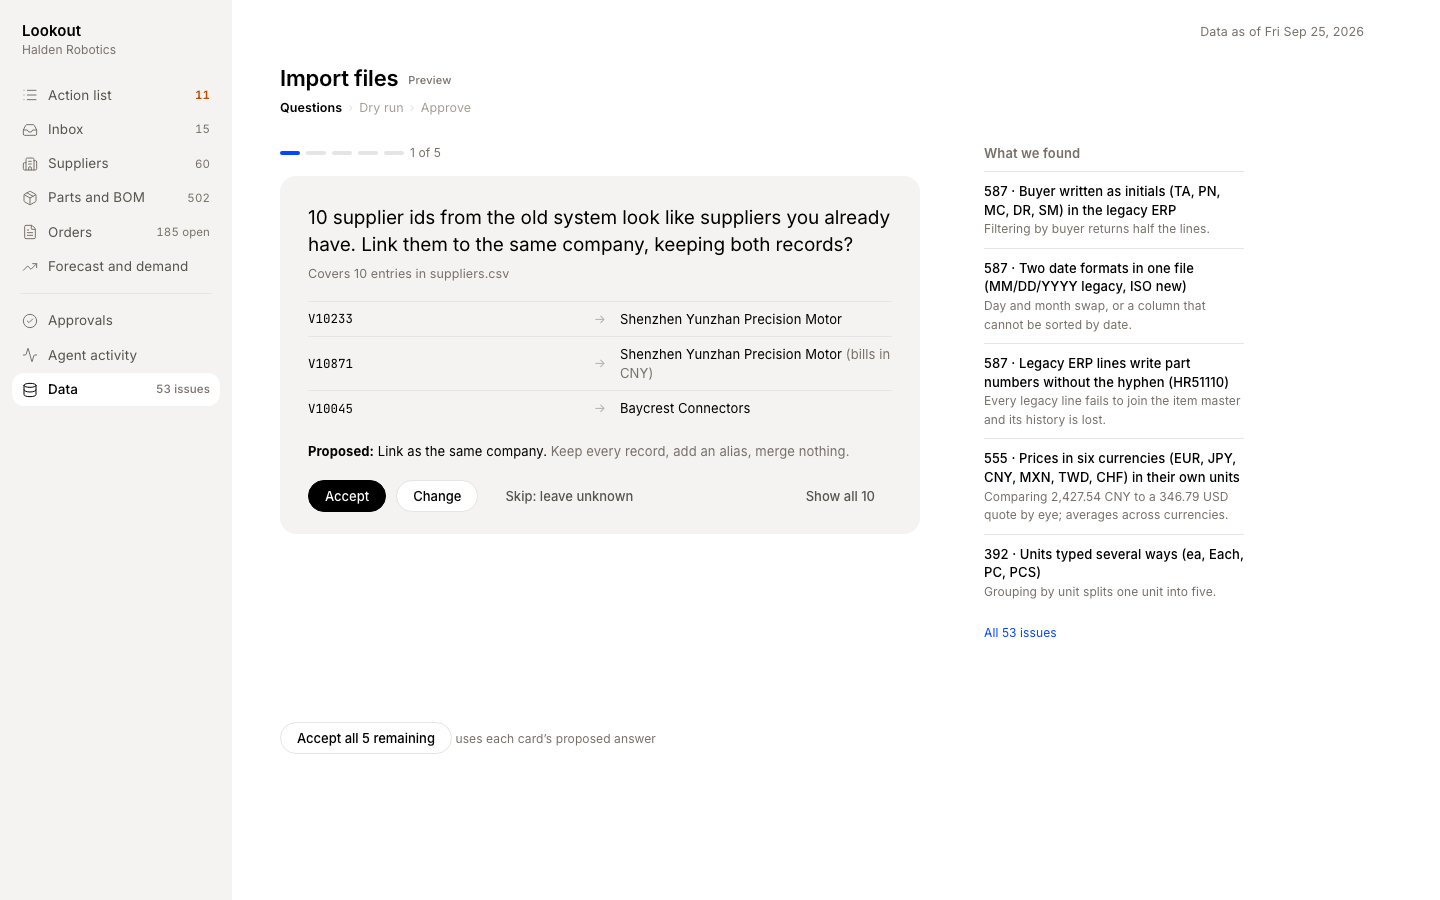 Lookout
Halden Robotics
Action list 11
Inbox 15
Suppliers 60
Parts and BOM 502
Orders 185 open
Forecast and demand
Approvals
Agent activity
Data 53 issues
Data as of Fri Sep 25, 2026
Import files Preview
Questions › Dry run › Approve
1 of 5
10 supplier ids from the old system look like suppliers you already
have. Link them to the same company, keeping both records?
Covers 10 entries in suppliers.csv
V10233 → Shenzhen Yunzhan Precision Motor
V10871 → Shenzhen Yunzhan Precision Motor (bills in
CNY)
V10045 → Baycrest Connectors
Proposed: Link as the same company. Keep every record, add an alias, merge nothing.
Accept Change Skip: leave unknown Show all 10
Accept all 5 remaining uses each card’s proposed answer
What we found
587 · Buyer written as initials (TA, PN,
MC, DR, SM) in the legacy ERP
Filtering by buyer returns half the lines.
587 · Two date formats in one file
(MM/DD/YYYY legacy, ISO new)
Day and month swap, or a column that
cannot be sorted by date.
587 · Legacy ERP lines write part
numbers without the hyphen (HR51110)
Every legacy line fails to join the item master
and its history is lost.
555 · Prices in six currencies (EUR, JPY,
CNY, MXN, TWD, CHF) in their own units
Comparing 2,427.54 CNY to a 346.79 USD
quote by eye; averages across currencies.
392 · Units typed several ways (ea, Each,
PC, PCS)
Grouping by unit splits one unit into five.
All 53 issues